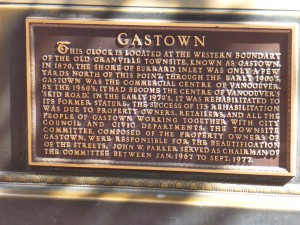 GASTOWN
THIS CLOCK IS LOCATED AT THE WESTERN BOUNDARY
OF THE OLD GRANVILLE TOWNSITE, KNOWN AS GASTOWN.
IN 1870, THE SHORE OF BURRARD INLET WAS ONLY A FEW
YARDS NORTH OF THIS POINT. THROUGH THE EARLY 1900'S,
GASTOWN WAS THE COMMERCIAL CENTRE OF VANCOUVER.
BY THE 1960'S, IT HAD BECOME THE CENTRE OF VANCOUVER'S
SKID ROAD. IN THE EARLY 1970'S, IT WAS REHABILITATED TO
ITS FORMER STATURE. THE SUCCESS OF ITS REHABILITATION
WAS DUE TO PROPERTY OWNERS, RETAILERS, AND ALL THE
PEOPLE OF GASTOWN, WORKING TOGETHER WITH CITY
COUNCIL AND CIVIC DEPARTMENTS. THE TOWNSITE
COMMITTEE, COMPOSED OF THE PROPERTY OWNERS OF
GASTOWN, WERE RESPONSIBLE FOR THE BEAUTIFICATION
OF THE STREETS. JOHN W. PARKER SERVED AS CHAIRMAN OF
THE COMMITTEE BETWEEN JAN. 1967 TO SEPT. 1972.